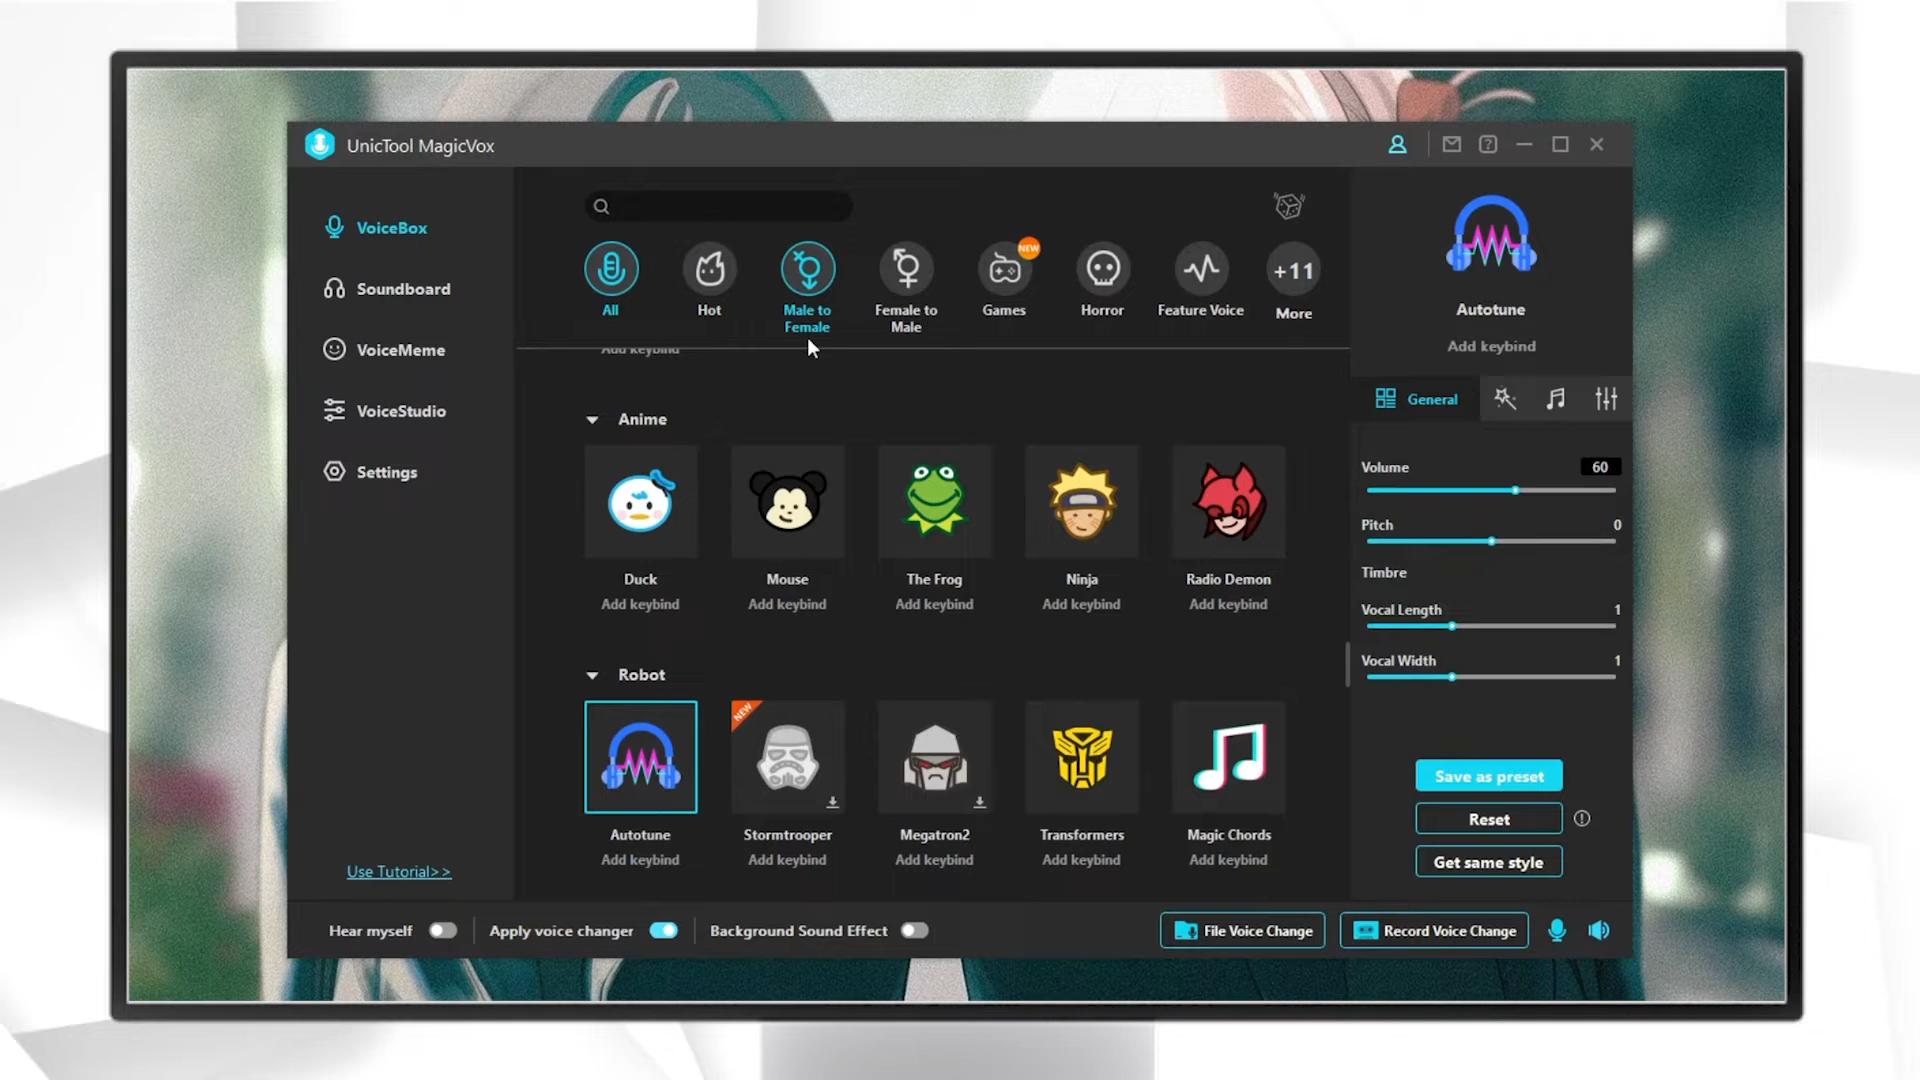 UnicTool MagicVox
VoiceBox
Soundboard
VoiceMeme
VoiceStudio
Settings
Use Tutorial>>
All
Hot
Male to
Female
Female to
Male
NEW
Games
Horror
Feature Voice
+11
More
Add keybind
Anime
Duck
Mouse
The Frog
Ninja
Radio Demon
Add keybind
Add keybind
Add keybind
Add keybind
Add keybind
Robot
NEW
Autotune
Stormtrooper
Megatron2
Transformers
Magic Chords
Add keybind
Add keybind
Add keybind
Add keybind
Add keybind
Autotune
Add keybind
General
Volume 60
Pitch 0
Timbre
Vocal Length 1
Vocal Width 1
Save as preset
Reset
Get same style
Hear myself
Apply voice changer
Background Sound Effect
File Voice Change
Record Voice Change